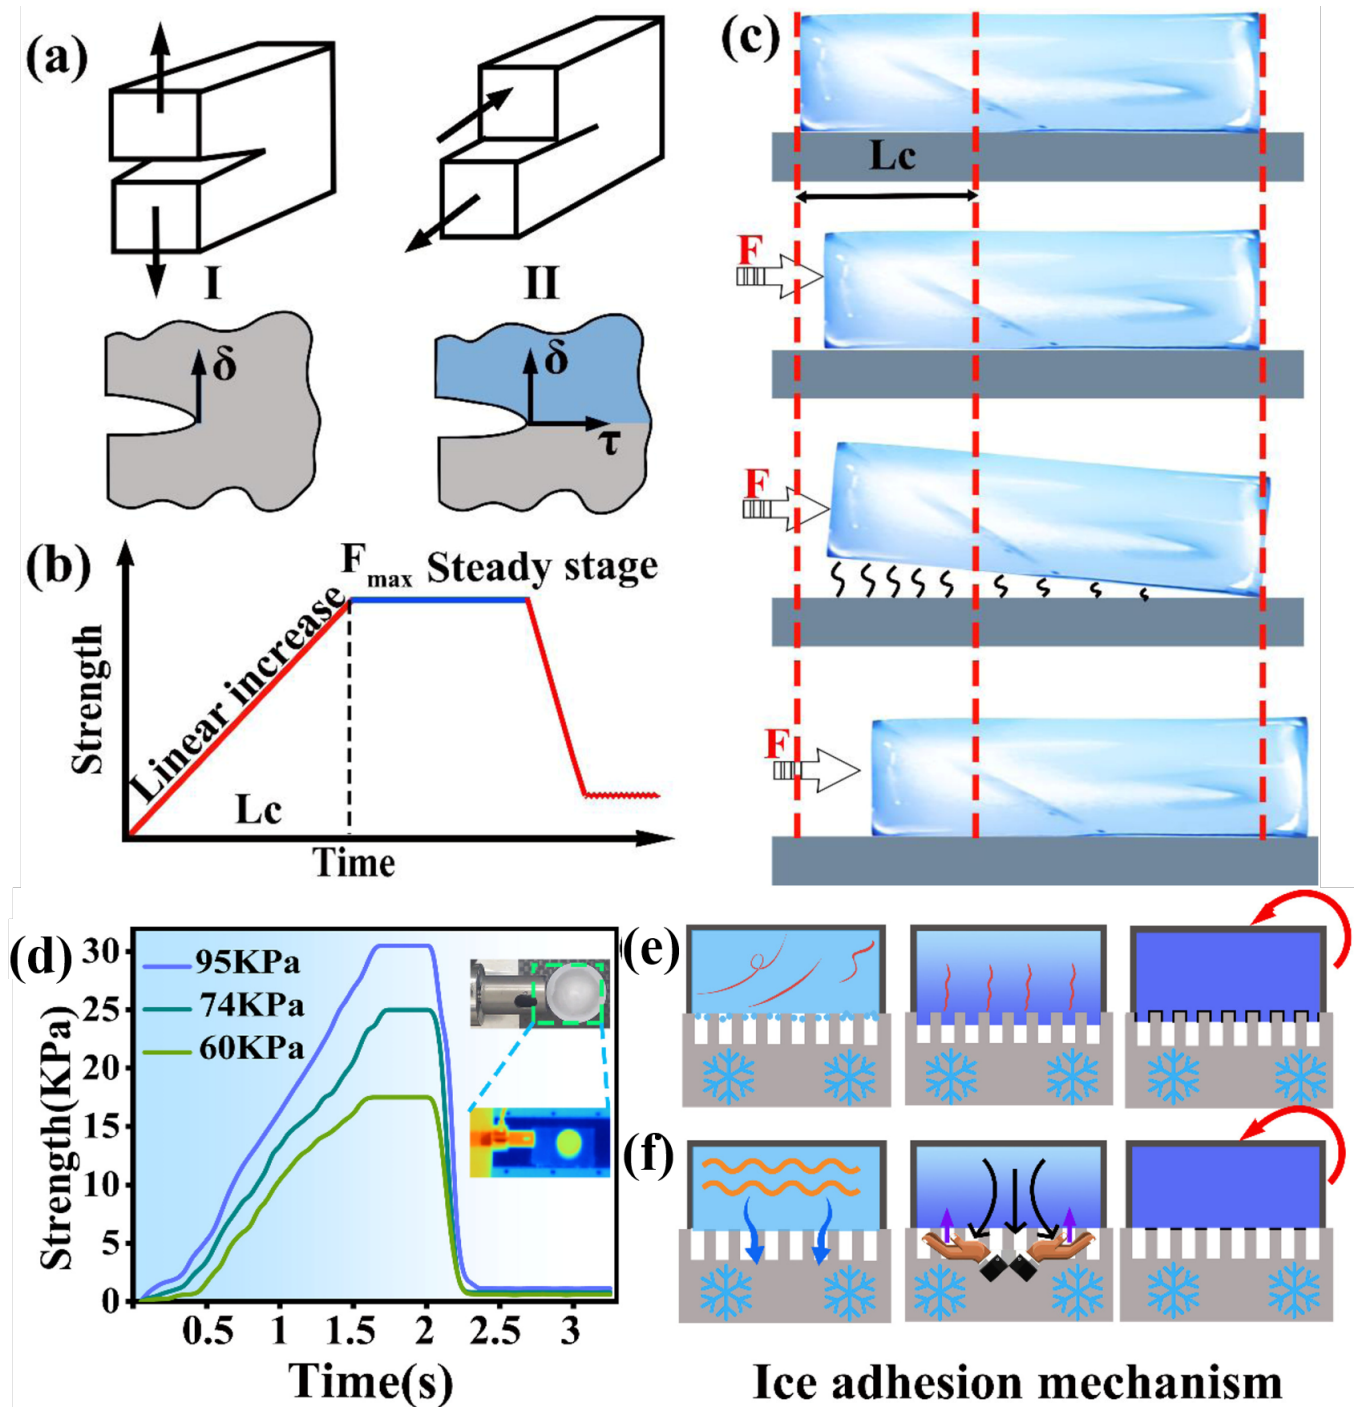 (a)
I
II
δ
δ
τ
(b)
F max Steady stage
Linear increase
Strength
Lc
Time
(c)
Lc
F
F
F
(d)
30
25
20
15
10
5
0
95KPa
74KPa
60KPa
Strength(KPa)
0.5 1 1.5 2 2.5 3
Time(s)
(e)
(f)
Ice adhesion mechanism